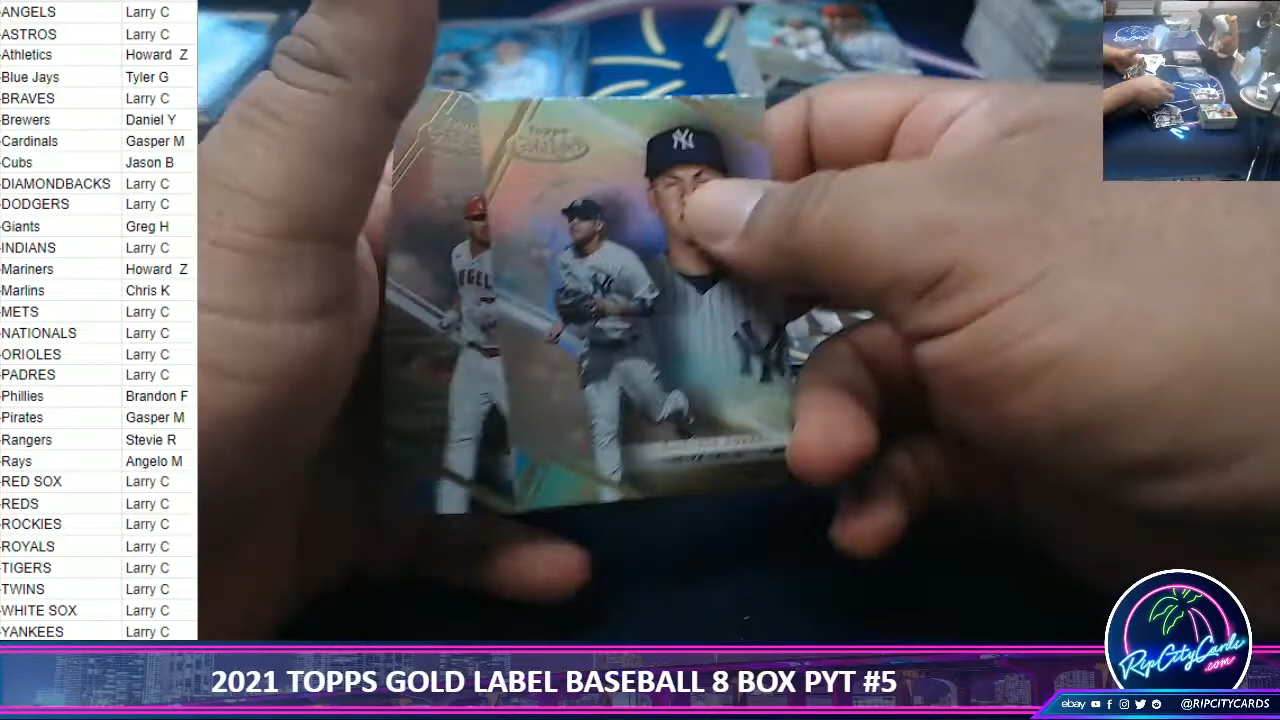 -ANGELS Larry C
-ASTROS Larry C
-Athletics Howard Z
-Blue Jays Tyler G
-BRAVES Larry C
-Brewers Daniel Y
-Cardinals Gasper M
-Cubs Jason B
-DIAMONDBACKS Larry C
-DODGERS Larry C
-Giants Greg H
-INDIANS Larry C
-Mariners Howard Z
-Marlins Chris K
-METS Larry C
-NATIONALS Larry C
-ORIOLES Larry C
-PADRES Larry C
-Phillies Brandon F
-Pirates Gasper M
-Rangers Stevie R
-Rays Angelo M
-RED SOX Larry C
-REDS Larry C
-ROCKIES Larry C
-ROYALS Larry C
-TIGERS Larry C
-TWINS Larry C
-WHITE SOX Larry C
-YANKEES Larry C
Topps
Gold Label
NY
2021 TOPPS GOLD LABEL BASEBALL 8 BOX PYT #5
RipCityCards
.com
ebay @RIPCITYCARDS